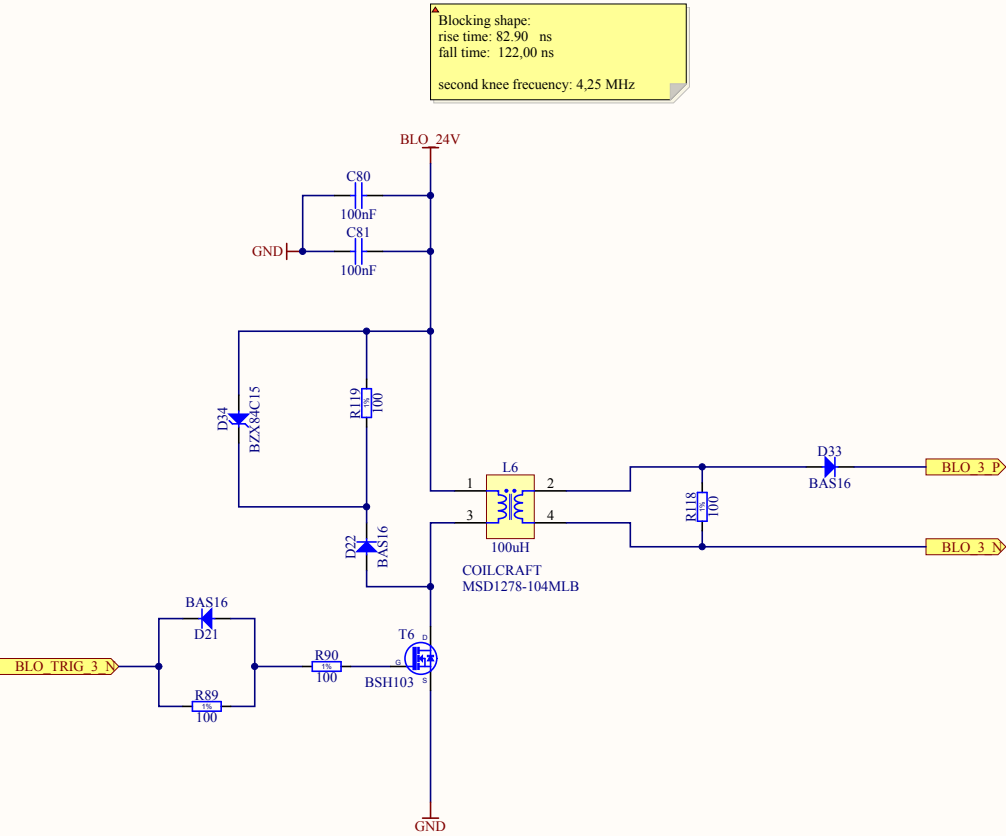 Blocking shape:
rise time: 82.90 ns
fall time: 122,00 ns
second knee frecuency: 4,25 MHz
BLO_24V
C80
100nF
C81
GND
100nF
D34
BZX84C15
R119
1%
100
L6
1
2
3
4
100uH
COILCRAFT
MSD1278-104MLB
D33
BAS16
BLO_3_P
R118
1%
100
BLO_3_N
D22
BAS16
BAS16
D21
BLO_TRIG_3_N
R89
1%
100
R90
1%
100
T6
D
G
S
BSH103
GND